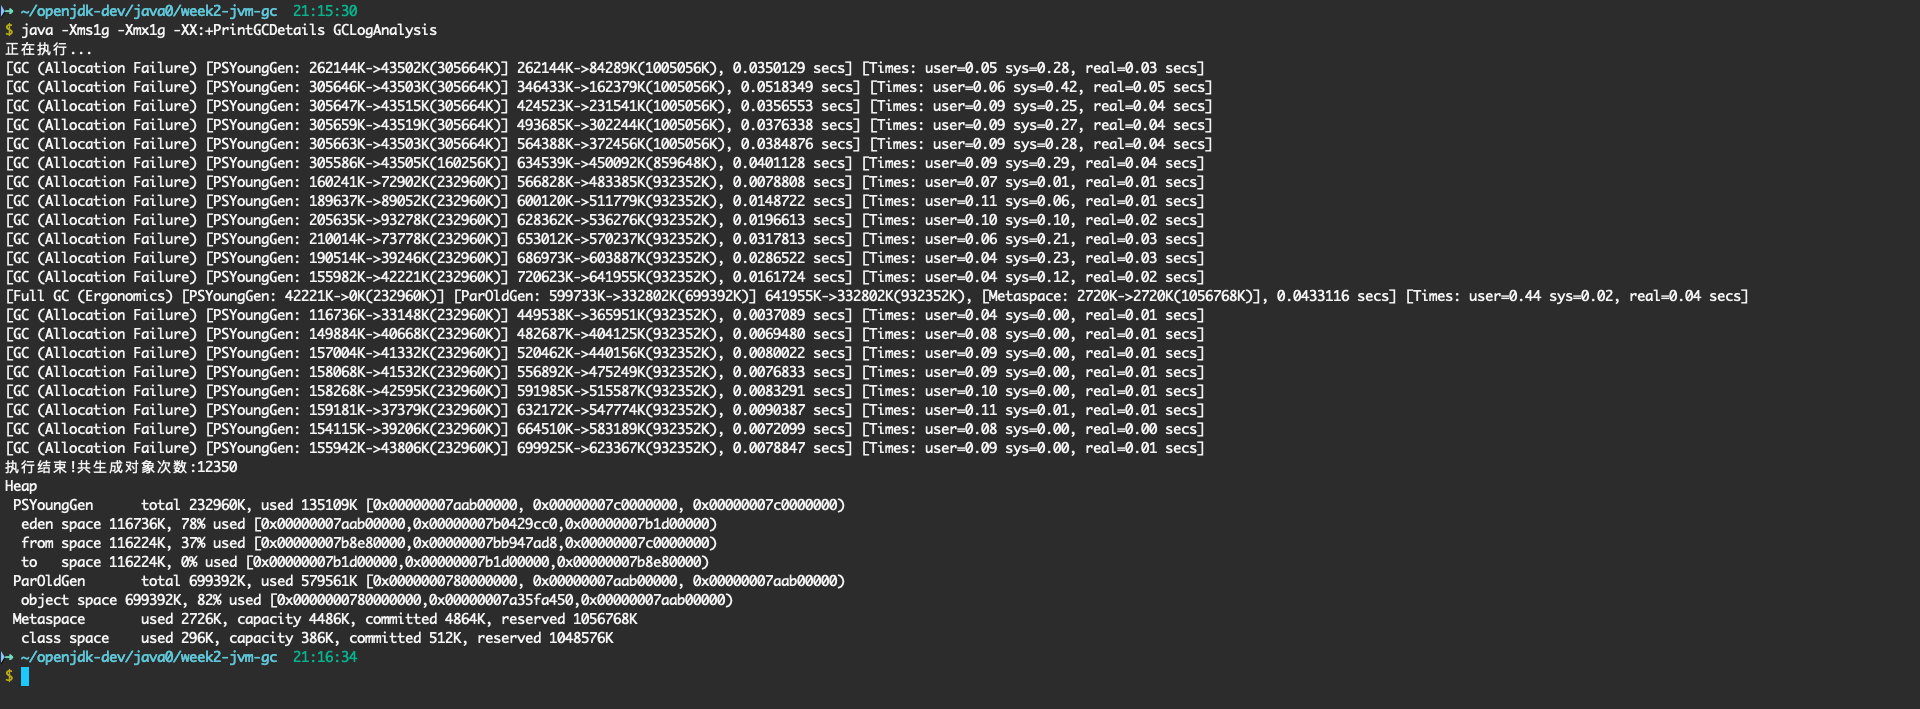 → ~/openjdk-dev/java0/week2-jvm-gc  21:15:30
$ java -Xms1g -Xmx1g -XX:+PrintGCDetails GCLogAnalysis
正在执行...
[GC (Allocation Failure) [PSYoungGen: 262144K->43502K(305664K)] 262144K->84289K(1005056K), 0.0350129 secs] [Times: user=0.05 sys=0.28, real=0.03 secs]
[GC (Allocation Failure) [PSYoungGen: 305646K->43503K(305664K)] 346433K->162379K(1005056K), 0.0518349 secs] [Times: user=0.06 sys=0.42, real=0.05 secs]
[GC (Allocation Failure) [PSYoungGen: 305647K->43515K(305664K)] 424523K->231541K(1005056K), 0.0356553 secs] [Times: user=0.09 sys=0.25, real=0.04 secs]
[GC (Allocation Failure) [PSYoungGen: 305659K->43519K(305664K)] 493685K->302244K(1005056K), 0.0376338 secs] [Times: user=0.09 sys=0.27, real=0.04 secs]
[GC (Allocation Failure) [PSYoungGen: 305663K->43503K(305664K)] 564388K->372456K(1005056K), 0.0384876 secs] [Times: user=0.09 sys=0.28, real=0.04 secs]
[GC (Allocation Failure) [PSYoungGen: 305586K->43505K(160256K)] 634539K->450092K(859648K), 0.0401128 secs] [Times: user=0.09 sys=0.29, real=0.04 secs]
[GC (Allocation Failure) [PSYoungGen: 160241K->72902K(232960K)] 566828K->483385K(932352K), 0.0078808 secs] [Times: user=0.07 sys=0.01, real=0.01 secs]
[GC (Allocation Failure) [PSYoungGen: 189637K->89052K(232960K)] 600120K->511779K(932352K), 0.0148722 secs] [Times: user=0.11 sys=0.06, real=0.01 secs]
[GC (Allocation Failure) [PSYoungGen: 205635K->93278K(232960K)] 628362K->536276K(932352K), 0.0196613 secs] [Times: user=0.10 sys=0.10, real=0.02 secs]
[GC (Allocation Failure) [PSYoungGen: 210014K->73778K(232960K)] 653012K->570237K(932352K), 0.0317813 secs] [Times: user=0.06 sys=0.21, real=0.03 secs]
[GC (Allocation Failure) [PSYoungGen: 190514K->39246K(232960K)] 686973K->603887K(932352K), 0.0286522 secs] [Times: user=0.04 sys=0.23, real=0.03 secs]
[GC (Allocation Failure) [PSYoungGen: 155982K->42221K(232960K)] 720623K->641955K(932352K), 0.0161724 secs] [Times: user=0.04 sys=0.12, real=0.02 secs]
[Full GC (Ergonomics) [PSYoungGen: 42221K->0K(232960K)] [ParOldGen: 599733K->332802K(699392K)] 641955K->332802K(932352K), [Metaspace: 2720K->2720K(1056768K)], 0.0433116 secs] [Times: user=0.44 sys=0.02, real=0.04 secs]
[GC (Allocation Failure) [PSYoungGen: 116736K->33148K(232960K)] 449538K->365951K(932352K), 0.0037089 secs] [Times: user=0.04 sys=0.00, real=0.01 secs]
[GC (Allocation Failure) [PSYoungGen: 149884K->40668K(232960K)] 482687K->404125K(932352K), 0.0069480 secs] [Times: user=0.08 sys=0.00, real=0.01 secs]
[GC (Allocation Failure) [PSYoungGen: 157004K->41332K(232960K)] 520462K->440156K(932352K), 0.0080022 secs] [Times: user=0.09 sys=0.00, real=0.01 secs]
[GC (Allocation Failure) [PSYoungGen: 158068K->41532K(232960K)] 556892K->475249K(932352K), 0.0076833 secs] [Times: user=0.09 sys=0.00, real=0.01 secs]
[GC (Allocation Failure) [PSYoungGen: 158268K->42595K(232960K)] 591985K->515587K(932352K), 0.0083291 secs] [Times: user=0.10 sys=0.00, real=0.01 secs]
[GC (Allocation Failure) [PSYoungGen: 159181K->37379K(232960K)] 632172K->547774K(932352K), 0.0090387 secs] [Times: user=0.11 sys=0.01, real=0.01 secs]
[GC (Allocation Failure) [PSYoungGen: 154115K->39206K(232960K)] 664510K->583189K(932352K), 0.0072099 secs] [Times: user=0.08 sys=0.00, real=0.00 secs]
[GC (Allocation Failure) [PSYoungGen: 155942K->43806K(232960K)] 699925K->623367K(932352K), 0.0078847 secs] [Times: user=0.09 sys=0.00, real=0.01 secs]
执行结束!共生成对象次数:12350
Heap
 PSYoungGen      total 232960K, used 135109K [0x00000007aab00000, 0x00000007c0000000, 0x00000007c0000000)
  eden space 116736K, 78% used [0x00000007aab00000,0x00000007b0429cc0,0x00000007b1d00000)
  from space 116224K, 37% used [0x00000007b8e80000,0x00000007bb947ad8,0x00000007c0000000)
  to   space 116224K, 0% used [0x00000007b1d00000,0x00000007b1d00000,0x00000007b8e80000)
 ParOldGen       total 699392K, used 579561K [0x0000000780000000, 0x00000007aab00000, 0x00000007aab00000)
  object space 699392K, 82% used [0x0000000780000000,0x00000007a35fa450,0x00000007aab00000)
 Metaspace       used 2726K, capacity 4486K, committed 4864K, reserved 1056768K
  class space    used 296K, capacity 386K, committed 512K, reserved 1048576K
→ ~/openjdk-dev/java0/week2-jvm-gc  21:16:34
$